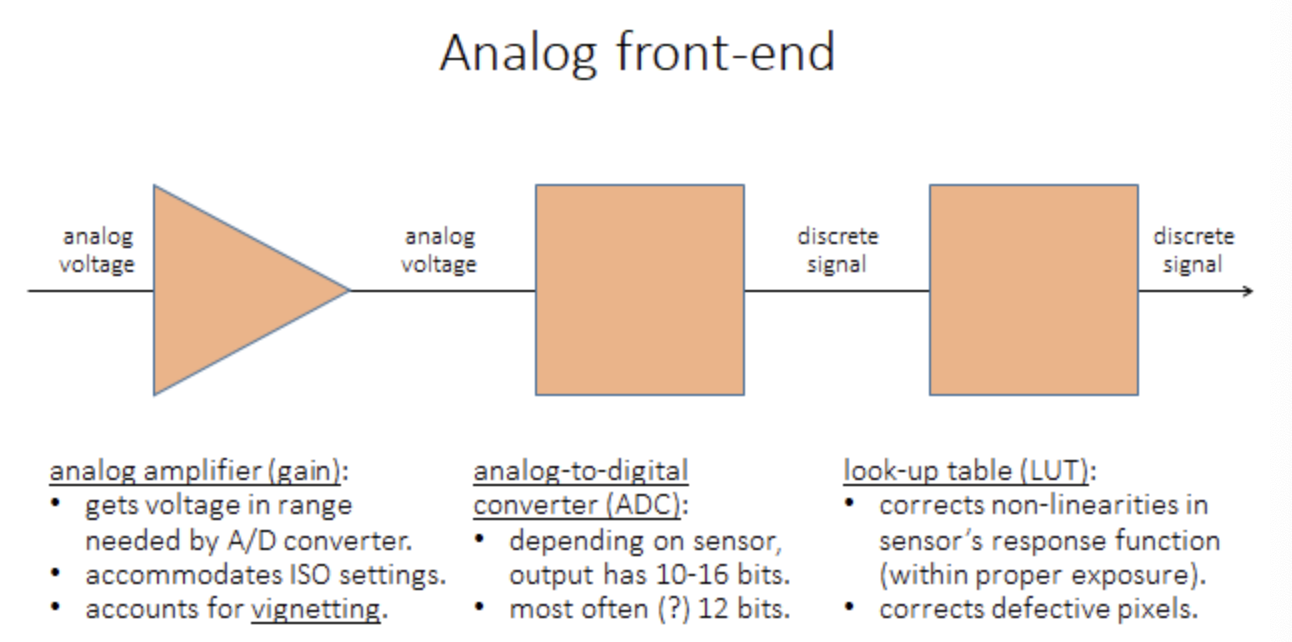 Analog front-end
analog
voltage
analog
voltage
discrete
signal
discrete
signal
analog amplifier (gain):
• gets voltage in range
needed by A/D converter.
• accommodates ISO settings.
• accounts for vignetting.
analog-to-digital
converter (ADC):
• depending on sensor,
output has 10-16 bits.
• most often (?) 12 bits.
look-up table (LUT):
• corrects non-linearities in
sensor's response function
(within proper exposure).
• corrects defective pixels.